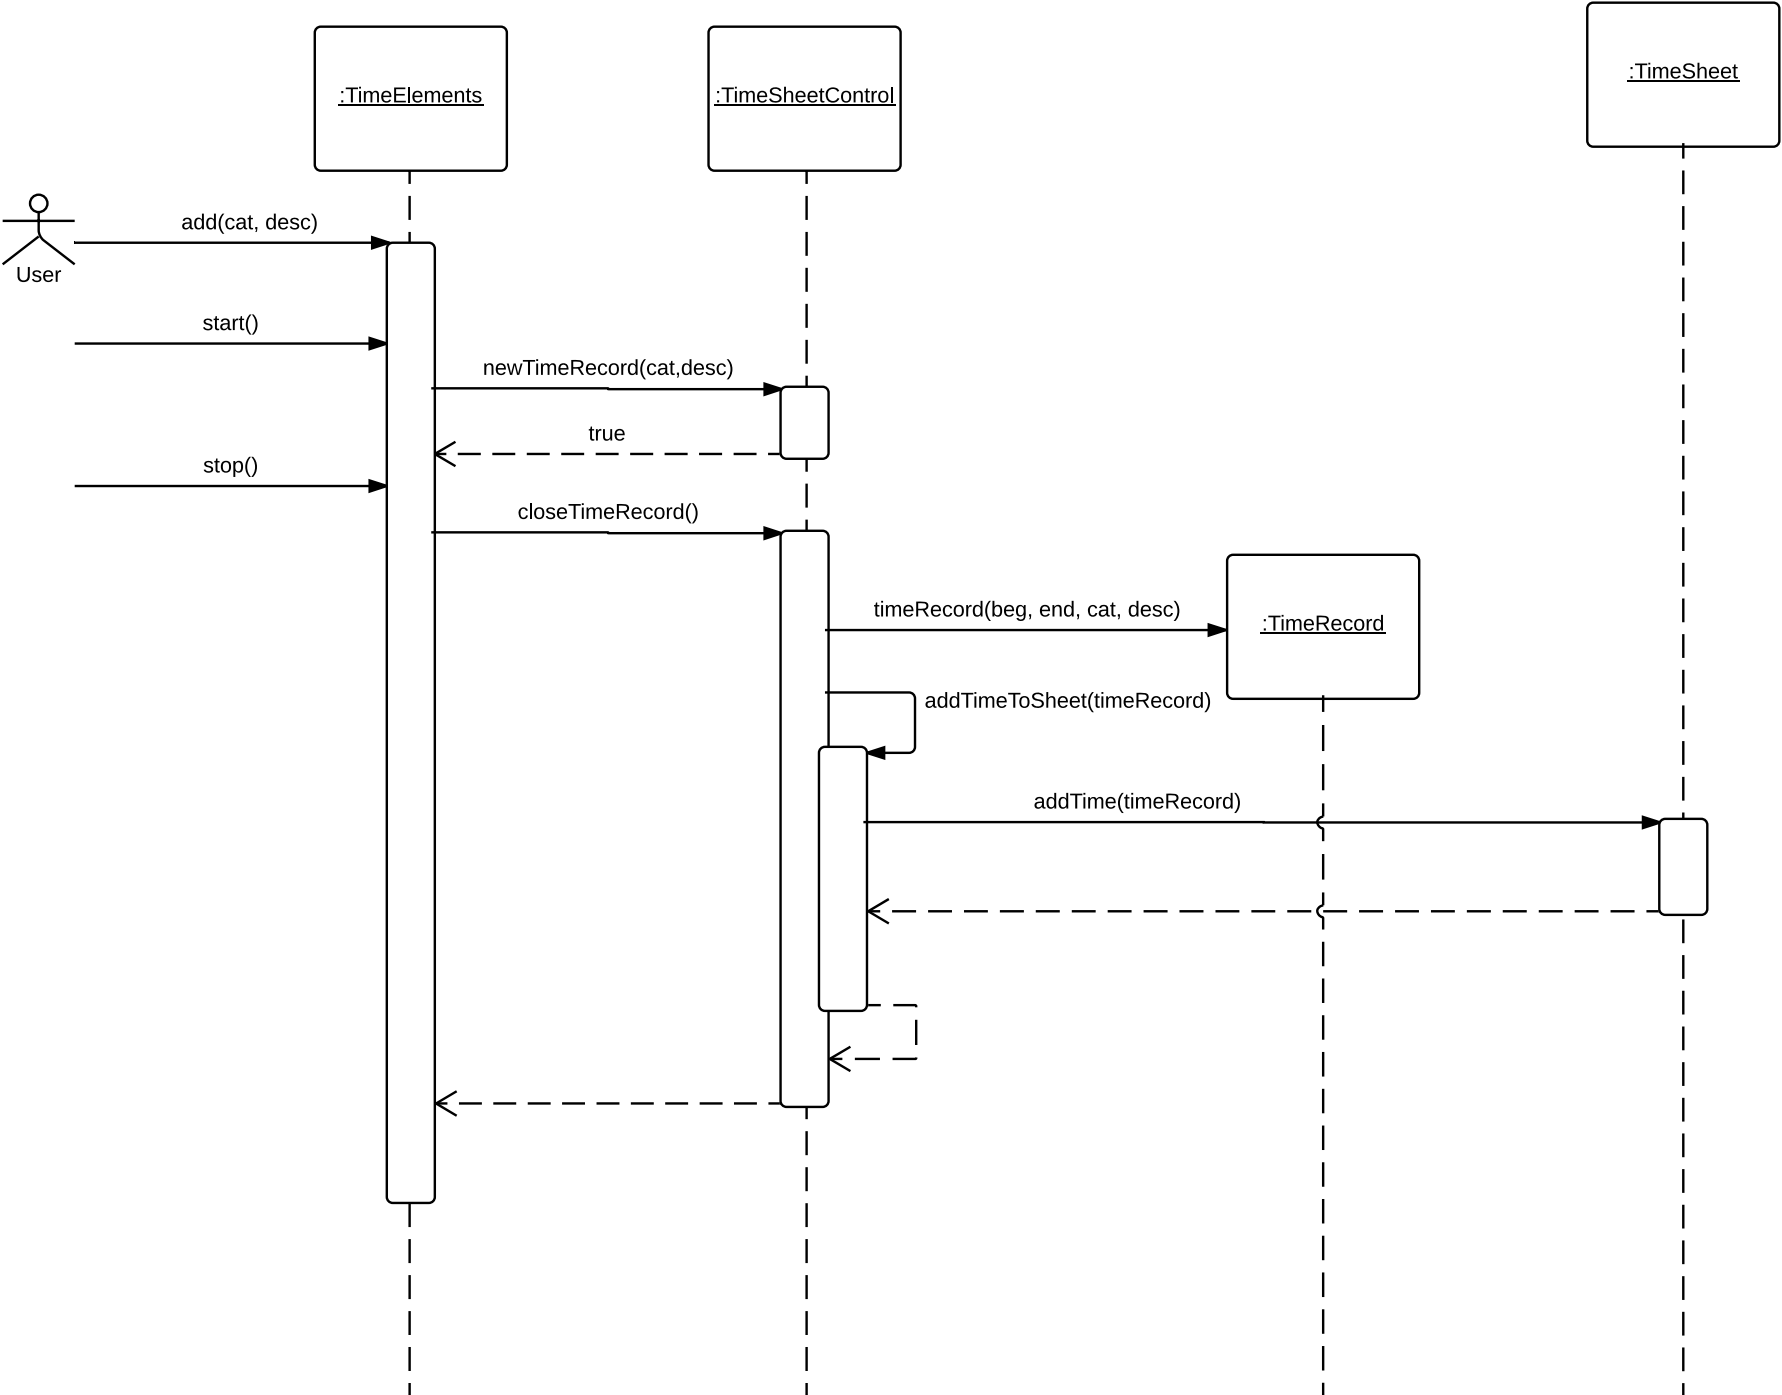 :TimeSheet
:TimeElements
:TimeSheetControl
add(cat, desc)
User
start()
newTimeRecord(cat,desc)
true
stop()
closeTimeRecord()
timeRecord(beg, end, cat, desc)
:TimeRecord
addTimeToSheet(timeRecord)
addTime(timeRecord)